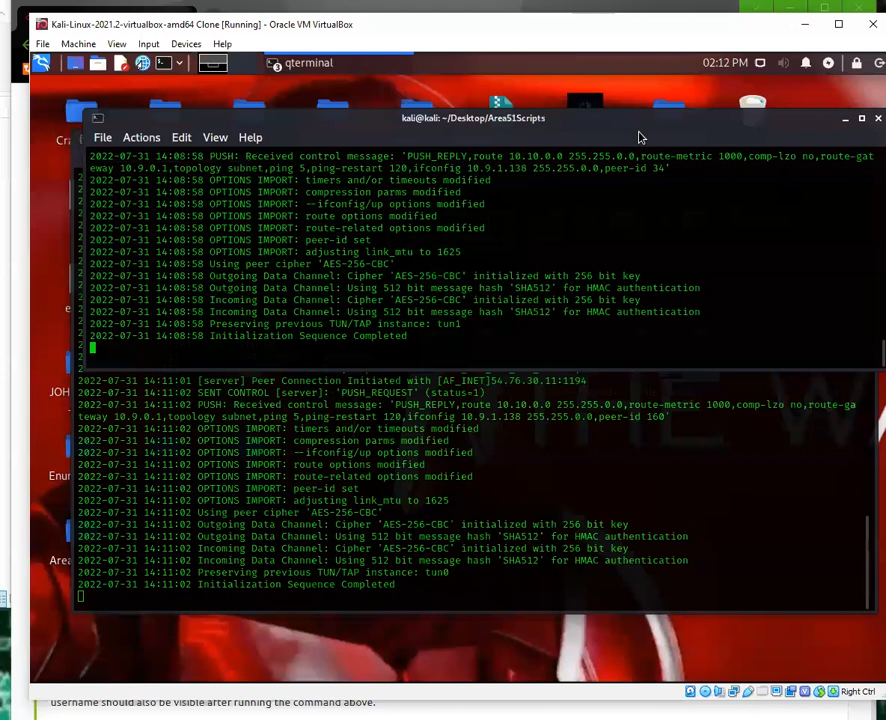 Kali-Linux-2021.2-virtualbox-amd64 Clone [Running] - Oracle VM VirtualBox
File Machine View Input Devices Help
3 qterminal 02:12 PM
kali@kali: ~/Desktop/Area51Scripts
File Actions Edit View Help
2022-07-31 14:08:58 PUSH: Received control message: 'PUSH_REPLY,route 10.10.0.0 255.255.0.0,route-metric 1000,comp-lzo no,route-gat
eway 10.9.0.1,topology subnet,ping 5,ping-restart 120,ifconfig 10.9.1.138 255.255.0.0,peer-id 34'
2022-07-31 14:08:58 OPTIONS IMPORT: timers and/or timeouts modified
2022-07-31 14:08:58 OPTIONS IMPORT: compression parms modified
2022-07-31 14:08:58 OPTIONS IMPORT: --ifconfig/up options modified
2022-07-31 14:08:58 OPTIONS IMPORT: route options modified
2022-07-31 14:08:58 OPTIONS IMPORT: route-related options modified
2022-07-31 14:08:58 OPTIONS IMPORT: peer-id set
2022-07-31 14:08:58 OPTIONS IMPORT: adjusting link_mtu to 1625
2022-07-31 14:08:58 Using peer cipher 'AES-256-CBC'
2022-07-31 14:08:58 Outgoing Data Channel: Cipher 'AES-256-CBC' initialized with 256 bit key
2022-07-31 14:08:58 Outgoing Data Channel: Using 512 bit message hash 'SHA512' for HMAC authentication
2022-07-31 14:08:58 Incoming Data Channel: Cipher 'AES-256-CBC' initialized with 256 bit key
2022-07-31 14:08:58 Incoming Data Channel: Using 512 bit message hash 'SHA512' for HMAC authentication
2022-07-31 14:08:58 Preserving previous TUN/TAP instance: tun1
2022-07-31 14:08:58 Initialization Sequence Completed
2022-07-31 14:11:01 [server] Peer Connection Initiated with [AF_INET]54.76.30.11:1194
2022-07-31 14:11:02 SENT CONTROL [server]: 'PUSH_REQUEST' (status=1)
2022-07-31 14:11:02 PUSH: Received control message: 'PUSH_REPLY,route 10.10.0.0 255.255.0.0,route-metric 1000,comp-lzo no,route-ga
teway 10.9.0.1,topology subnet,ping 5,ping-restart 120,ifconfig 10.9.1.138 255.255.0.0,peer-id 160'
2022-07-31 14:11:02 OPTIONS IMPORT: timers and/or timeouts modified
2022-07-31 14:11:02 OPTIONS IMPORT: compression parms modified
2022-07-31 14:11:02 OPTIONS IMPORT: --ifconfig/up options modified
2022-07-31 14:11:02 OPTIONS IMPORT: route options modified
2022-07-31 14:11:02 OPTIONS IMPORT: route-related options modified
2022-07-31 14:11:02 OPTIONS IMPORT: peer-id set
2022-07-31 14:11:02 OPTIONS IMPORT: adjusting link_mtu to 1625
2022-07-31 14:11:02 Using peer cipher 'AES-256-CBC'
2022-07-31 14:11:02 Outgoing Data Channel: Cipher 'AES-256-CBC' initialized with 256 bit key
2022-07-31 14:11:02 Outgoing Data Channel: Using 512 bit message hash 'SHA512' for HMAC authentication
2022-07-31 14:11:02 Incoming Data Channel: Cipher 'AES-256-CBC' initialized with 256 bit key
2022-07-31 14:11:02 Incoming Data Channel: Using 512 bit message hash 'SHA512' for HMAC authentication
2022-07-31 14:11:02 Preserving previous TUN/TAP instance: tun0
2022-07-31 14:11:02 Initialization Sequence Completed
Cra
JOH
Enu
Area
Right Ctrl
username should also be visible after running the command above.